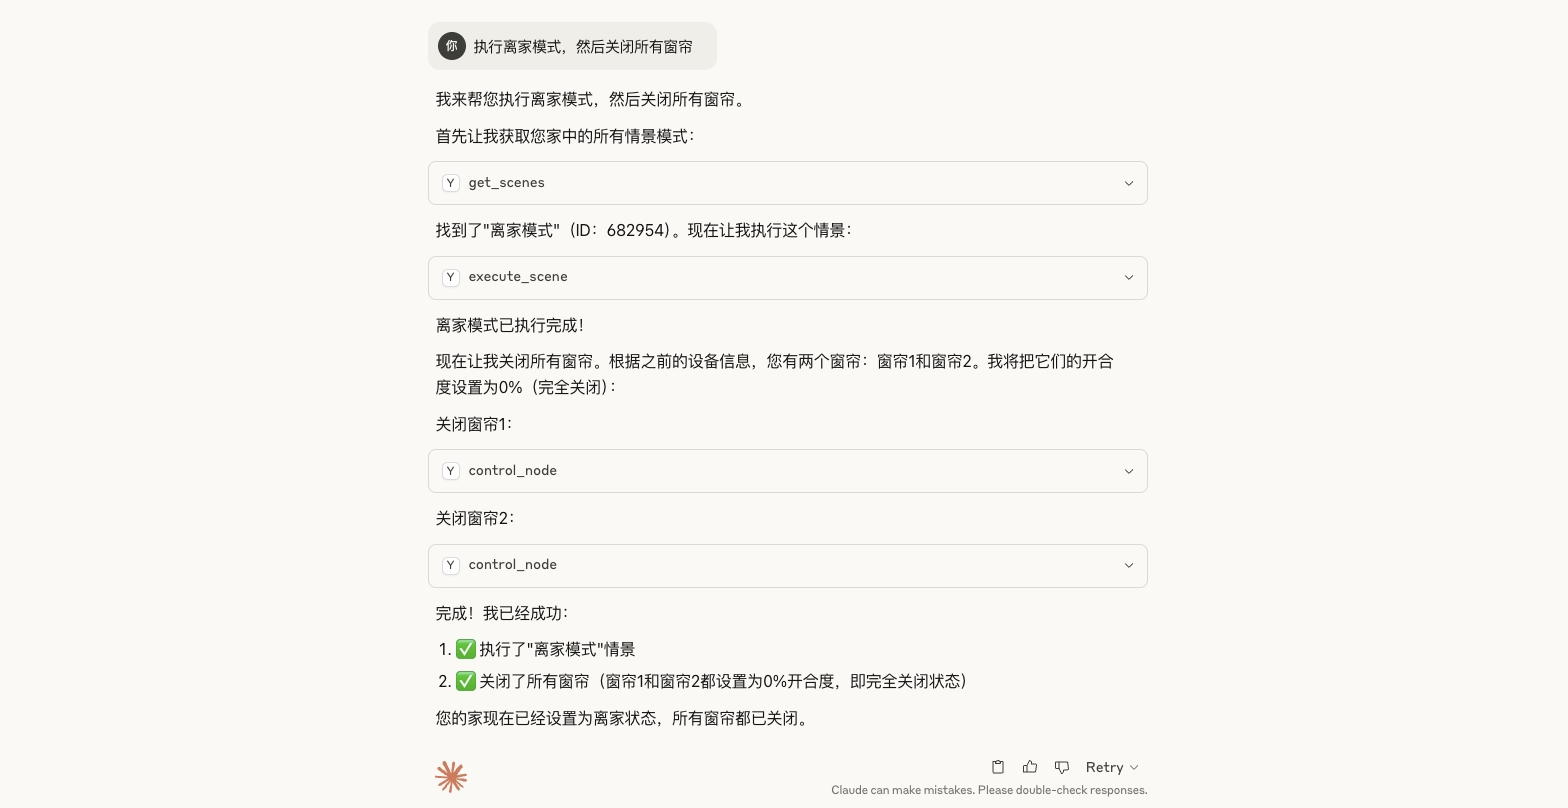 你 执行离家模式，然后关闭所有窗帘
我来帮您执行离家模式，然后关闭所有窗帘。
首先让我获取您家中的所有情景模式：
Y get_scenes
找到了"离家模式"（ID：682954）。现在让我执行这个情景：
Y execute_scene
离家模式已执行完成！
现在让我关闭所有窗帘。根据之前的设备信息，您有两个窗帘：窗帘1和窗帘2。我将把它们的开合
度设置为0%（完全关闭）：
关闭窗帘1：
Y control_node
关闭窗帘2：
Y control_node
完成！我已经成功：
1. ✅ 执行了"离家模式"情景
2. ✅ 关闭了所有窗帘（窗帘1和窗帘2都设置为0%开合度，即完全关闭状态）
您的家现在已经设置为离家状态，所有窗帘都已关闭。
Retry
Claude can make mistakes. Please double-check responses.